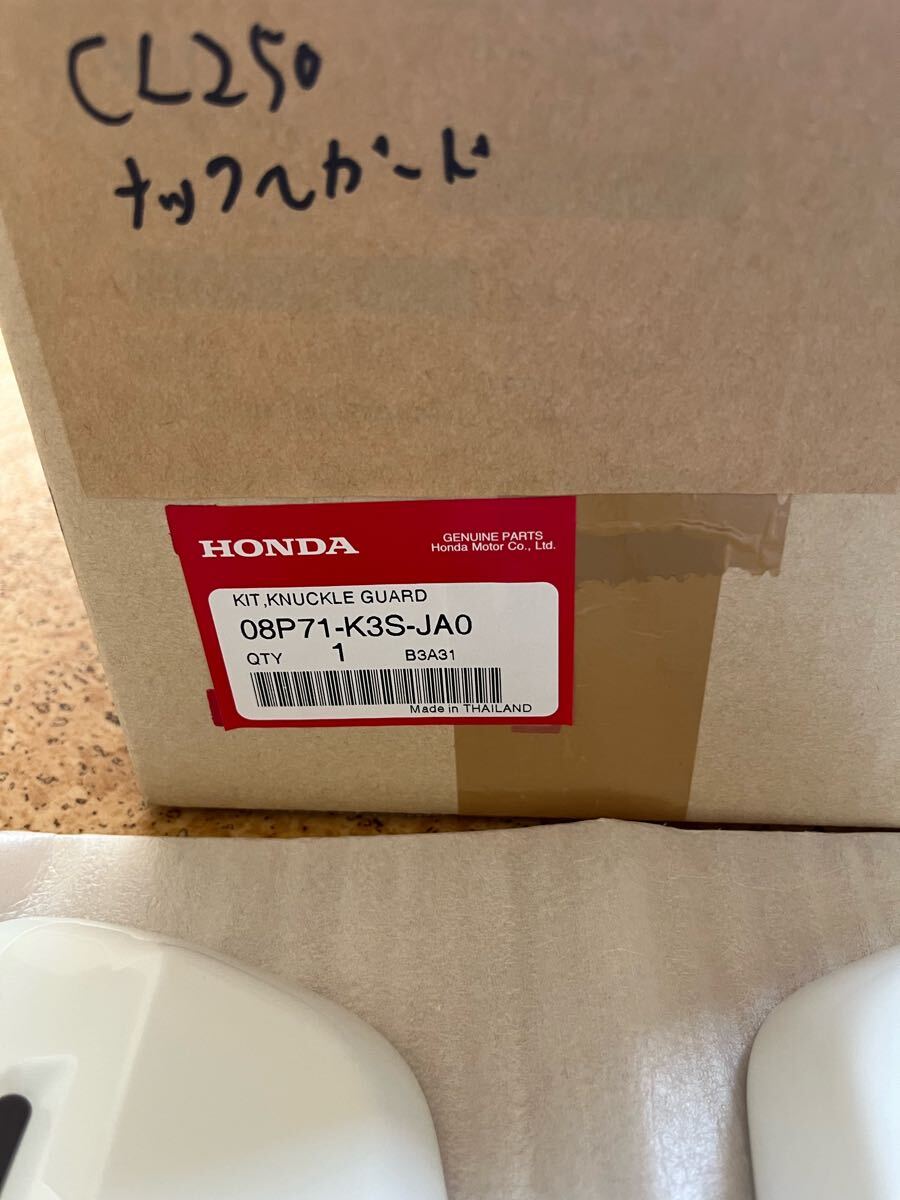 CL250
ナックルガード
HONDA
GENUINE PARTS
Honda Motor Co., Ltd.
KIT,KNUCKLE GUARD
08P71-K3S-JA0
QTY 1 B3A31
Made in THAILAND